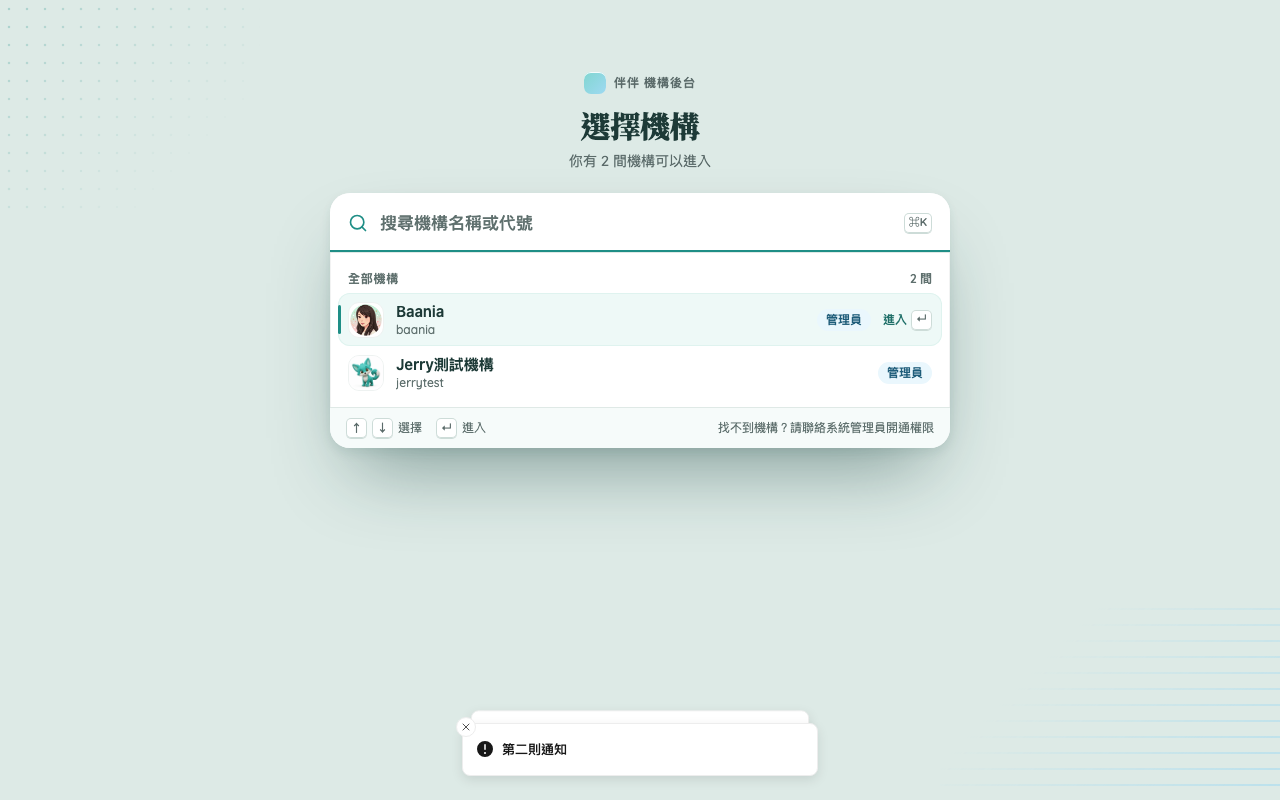 伴伴 機構後台
選擇機構
你有 2 間機構可以進入
搜尋機構名稱或代號 ⌘K
全部機構 2 間
Baania
baania
管理員 進入 ↵
Jerry測試機構
jerrytest
管理員
↑ ↓ 選擇 ↵ 進入 找不到機構？請聯絡系統管理員開通權限
第二則通知